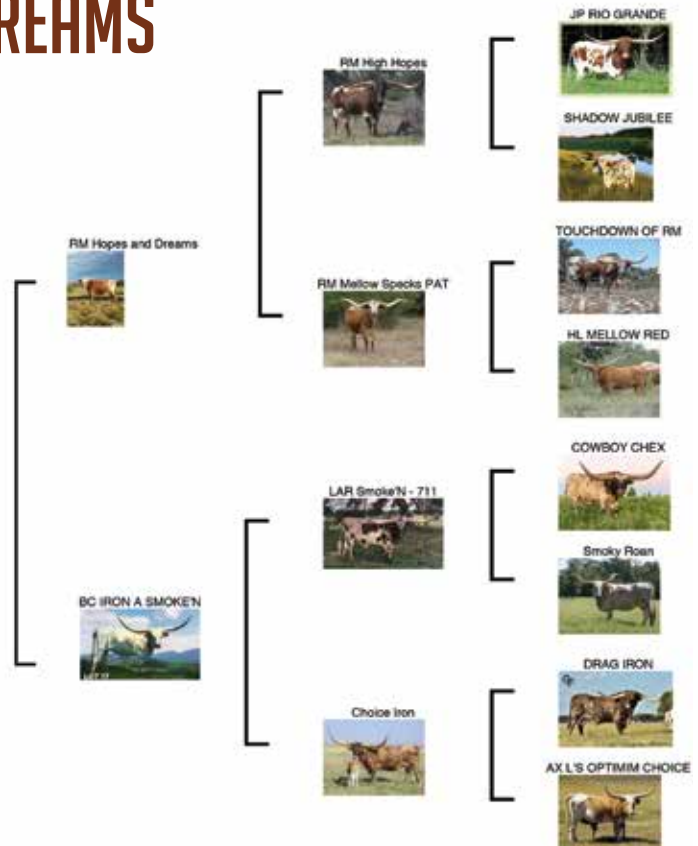 REHMS
JP RIO GRANDE
RM High Hopes
SHADOW JUBILEE
TOUCHDOWN OF RM
RM Hopes and Dreams
RM Mellow Specks PAT
HL MELLOW RED
COWBOY CHEX
LAR Smoke'N - 711
Smoky Roan
BC IRON A SMOKE'N
DRAG IRON
Choice Iron
AX L'S OPTIMIM CHOICE